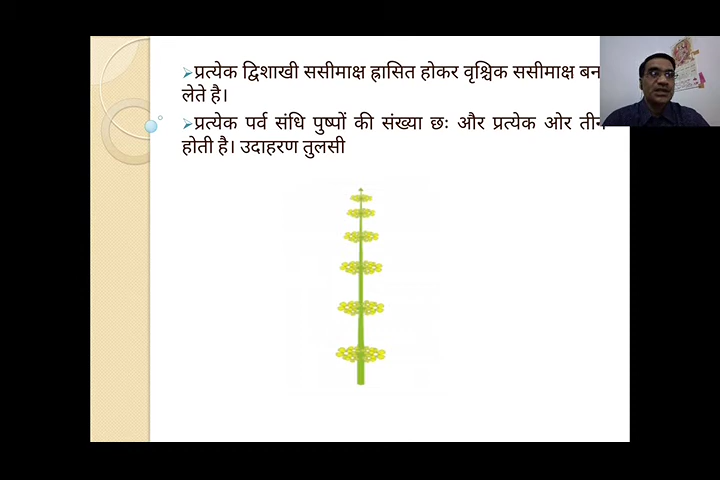 प्रत्येक द्विशाखी ससीमाक्ष ह्रासित होकर वृश्चिक ससीमाक्ष बन
लेते है।
प्रत्येक पर्व संधि पुष्पों की संख्या छः और प्रत्येक ओर तीन
होती है। उदाहरण तुलसी